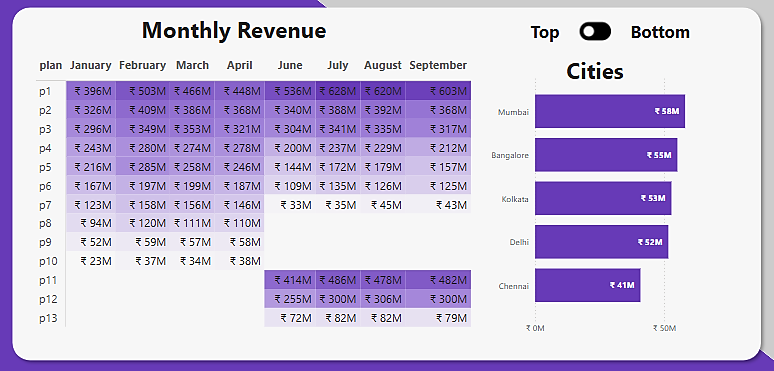 Monthly Revenue
plan January February March April June July August September
p1 ₹ 396M ₹ 503M ₹ 466M ₹ 448M ₹ 536M ₹ 628M ₹ 620M ₹ 603M
p2 ₹ 326M ₹ 409M ₹ 386M ₹ 368M ₹ 340M ₹ 388M ₹ 392M ₹ 368M
p3 ₹ 296M ₹ 349M ₹ 353M ₹ 321M ₹ 304M ₹ 341M ₹ 335M ₹ 317M
p4 ₹ 243M ₹ 280M ₹ 274M ₹ 278M ₹ 200M ₹ 237M ₹ 229M ₹ 212M
p5 ₹ 216M ₹ 285M ₹ 258M ₹ 246M ₹ 144M ₹ 172M ₹ 179M ₹ 157M
p6 ₹ 167M ₹ 197M ₹ 199M ₹ 187M ₹ 109M ₹ 135M ₹ 126M ₹ 125M
p7 ₹ 123M ₹ 158M ₹ 156M ₹ 146M ₹ 33M ₹ 35M ₹ 45M ₹ 43M
p8 ₹ 94M ₹ 120M ₹ 111M ₹ 110M
p9 ₹ 52M ₹ 59M ₹ 57M ₹ 58M
p10 ₹ 23M ₹ 37M ₹ 34M ₹ 38M
p11 ₹ 414M ₹ 486M ₹ 478M ₹ 482M
p12 ₹ 255M ₹ 300M ₹ 306M ₹ 300M
p13 ₹ 72M ₹ 82M ₹ 82M ₹ 79M
Top Bottom
Cities
Mumbai ₹ 58M
Bangalore ₹ 55M
Kolkata ₹ 53M
Delhi ₹ 52M
Chennai ₹ 41M
₹ 0M ₹ 50M